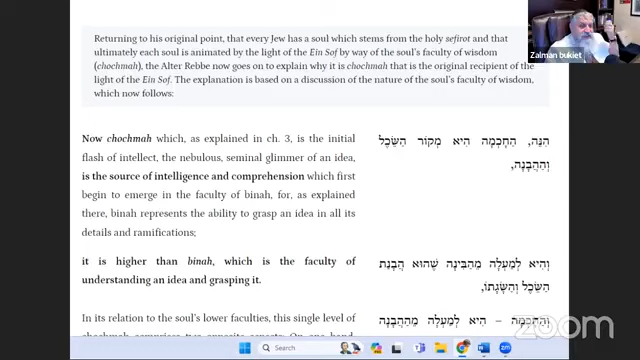 Returning to his original point, that every Jew has a soul which stems from the holy sefirot and that
ultimately each soul is animated by the light of the Ein Sof by way of the soul's faculty of wisdom
(chochmah), the Alter Rebbe now goes on to explain why it is chochmah that is the original recipient of the
light of the Ein Sof. The explanation is based on a discussion of the nature of the soul's faculty of wisdom,
which now follows:
Zalman bukiet
Now chochmah which, as explained in ch. 3, is the initial
flash of intellect, the nebulous, seminal glimmer of an idea,
is the source of intelligence and comprehension which first
begin to emerge in the faculty of binah, for, as explained
there, binah represents the ability to grasp an idea in all its
details and ramifications;
הִנֵּה, הַחָכְמָה הִיא מְקוֹר הַשֵּׂכֶל
וְהַהֲבָנָה,
it is higher than binah, which is the faculty of
understanding an idea and grasping it.
וְהִיא לְמַעְלָה מֵהַבִּינָה שֶׁהוּא הֲבָנַת
הַשֵּׂכֶל וְהַשָּׂגָתוֹ,
In its relation to the soul's lower faculties, this single level of
chochmah comprises two opposite aspects: On one hand,
וְהַחָכְמָה – הִיא לְמַעְלָה מֵהַהֲבָנָה
zoom
Search